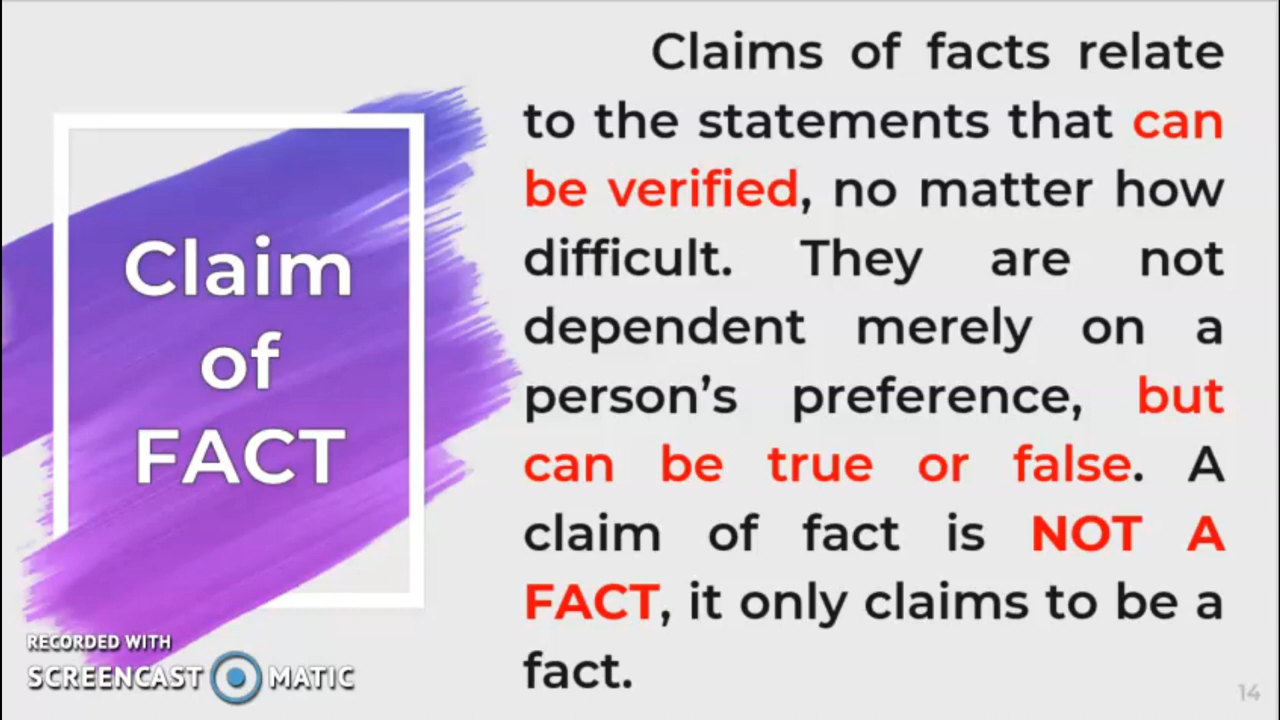 Claim
of
FACT
Claims of facts relate
to the statements that can
be verified, no matter how
difficult. They are not
dependent merely on a
person's preference, but
can be true or false. A
claim of fact is NOT A
FACT, it only claims to be a
fact.
RECORDED WITH
SCREENCAST MATIC
14